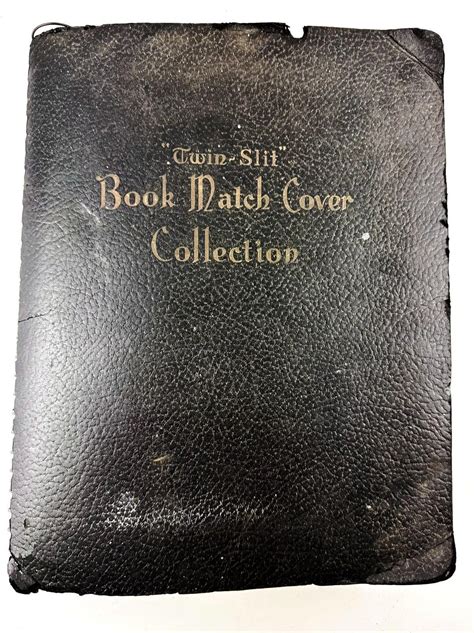 "Twin-Slit"
Book Match Cover
Collection